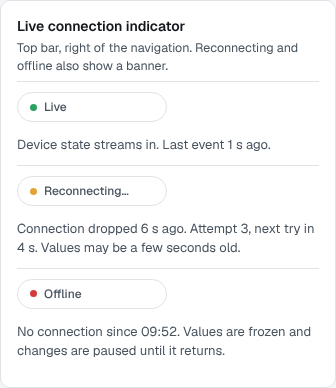 Live connection indicator
Top bar, right of the navigation. Reconnecting and
offline also show a banner.
Live
Device state streams in. Last event 1 s ago.
Reconnecting...
Connection dropped 6 s ago. Attempt 3, next try in
4 s. Values may be a few seconds old.
Offline
No connection since 09:52. Values are frozen and
changes are paused until it returns.